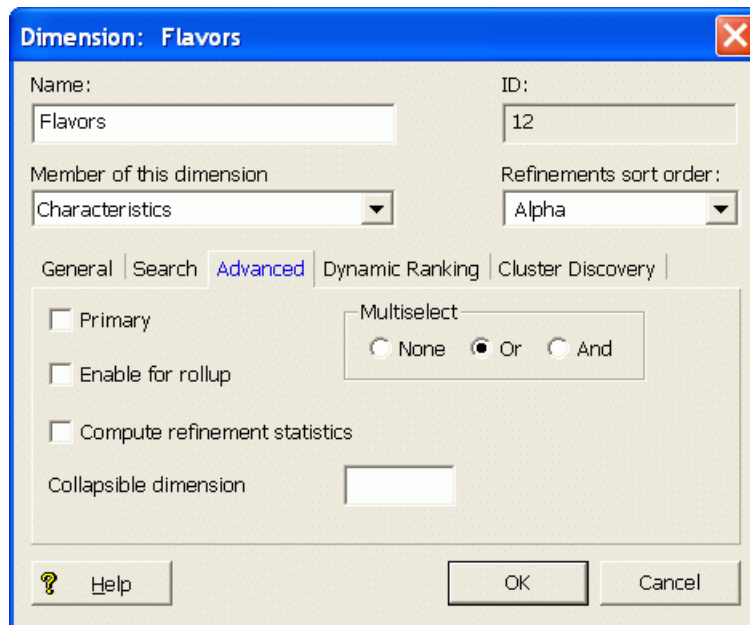 Dimension: Flavors
Name: ID:
Flavors 12
Member of this dimension Refinements sort order:
Characteristics Alpha
General Search Advanced Dynamic Ranking Cluster Discovery
Primary
Multiselect
None Or And
Enable for rollup
Compute refinement statistics
Collapsible dimension
? Help OK Cancel